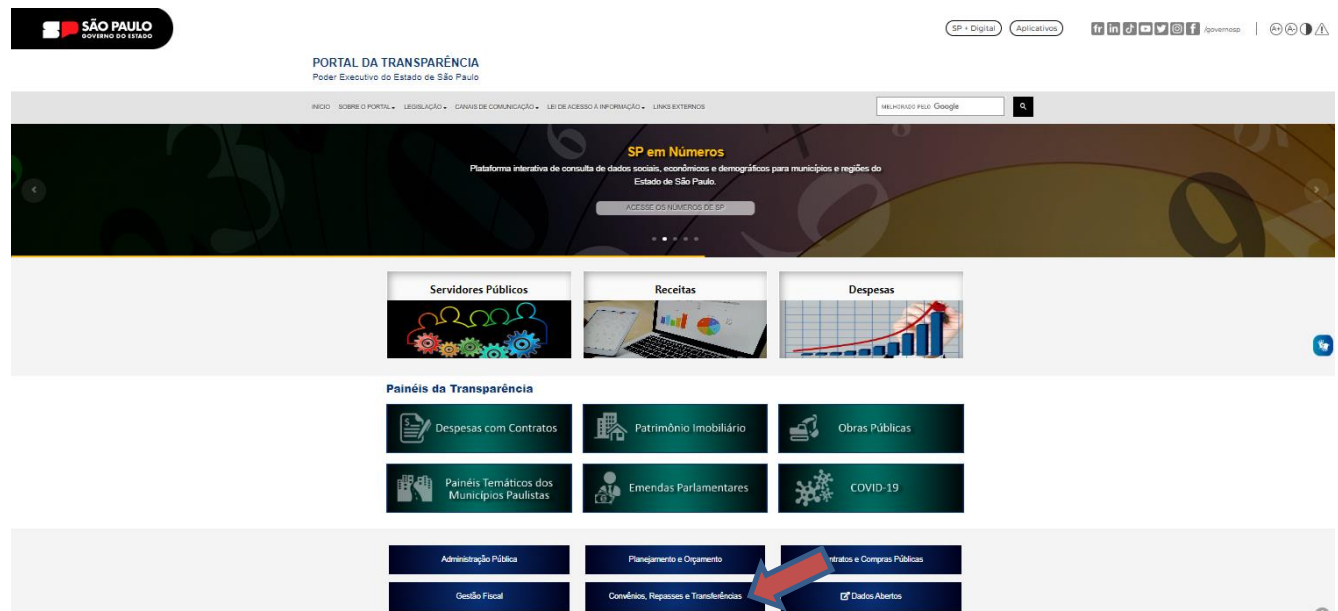 SÃO PAULO
GOVERNO DO ESTADO
SP + Digital
Aplicativos
/governosp
A+
A-
PORTAL DA TRANSPARÊNCIA
Poder Executivo do Estado de São Paulo
INÍCIO
SOBRE O PORTAL
LEGISLAÇÃO
CANAIS DE COMUNICAÇÃO
LEI DE ACESSO À INFORMAÇÃO
LINKS EXTERNOS
MELHORADO PELO Google
SP em Números
Plataforma interativa de consulta de dados sociais, econômicos e demográficos para municípios e regiões do
Estado de São Paulo.
ACESSE OS NÚMEROS DE SP
Servidores Públicos
Receitas
Despesas
Painéis da Transparência
Despesas com Contratos
Patrimônio Imobiliário
Obras Públicas
Painéis Temáticos dos
Municípios Paulistas
Emendas Parlamentares
COVID-19
Administração Pública
Planejamento e Orçamento
ntratos e Compras Públicas
Gestão Fiscal
Convênios, Repasses e Transferências
Dados Abertos